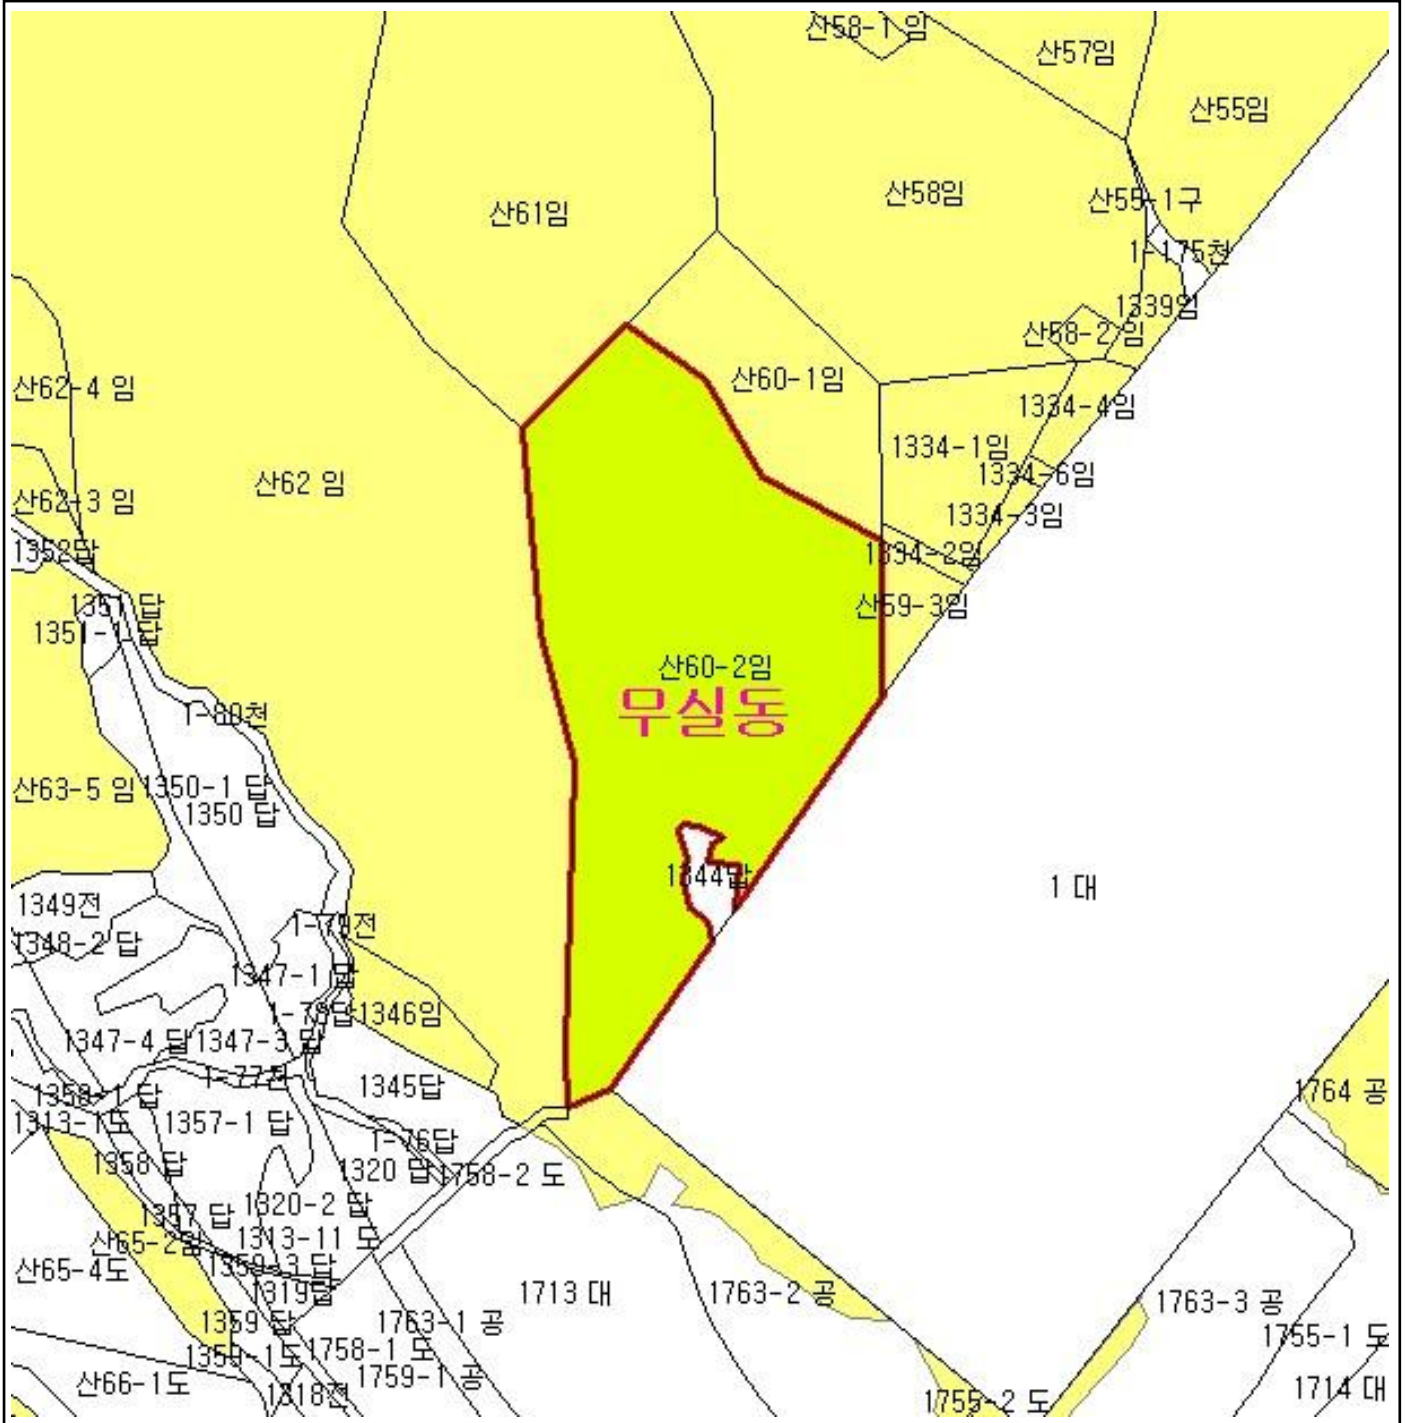 산58-1 임
산57임
산55임
산58임
산55-1구
산61임
1-175천
1339임
산58-2 임
산60-1임
산62-4 임
1334-4임
1334-1임
1334-6임
산62 임
산62-3 임
1334-3임
1352답
1334-2임
1351 답
산59-3임
1351-1 답
산60-2임
무실동
1-80천
산63-5 임
1350-1 답
1350 답
1344답
1 대
1349전
1-79전
1348-2 답
1347-1 답
1-78답
1346임
1347-4 답
1347-3 답
1-77전
1345답
1764 공
1358-1 답
1313-1도
1357-1 답
1-76답
1358 답
1320 답
1758-2 도
1320-2 답
1357 답
산65-2임
1313-11 도
산65-4도
1359-3 답
1319답
1713 대
1763-2 공
1763-3 공
1359 답
1763-1 공
1755-1 도
1359-1도
1758-1 도
1759-1 공
산66-1도
1318전
1755-2 도
1714 대